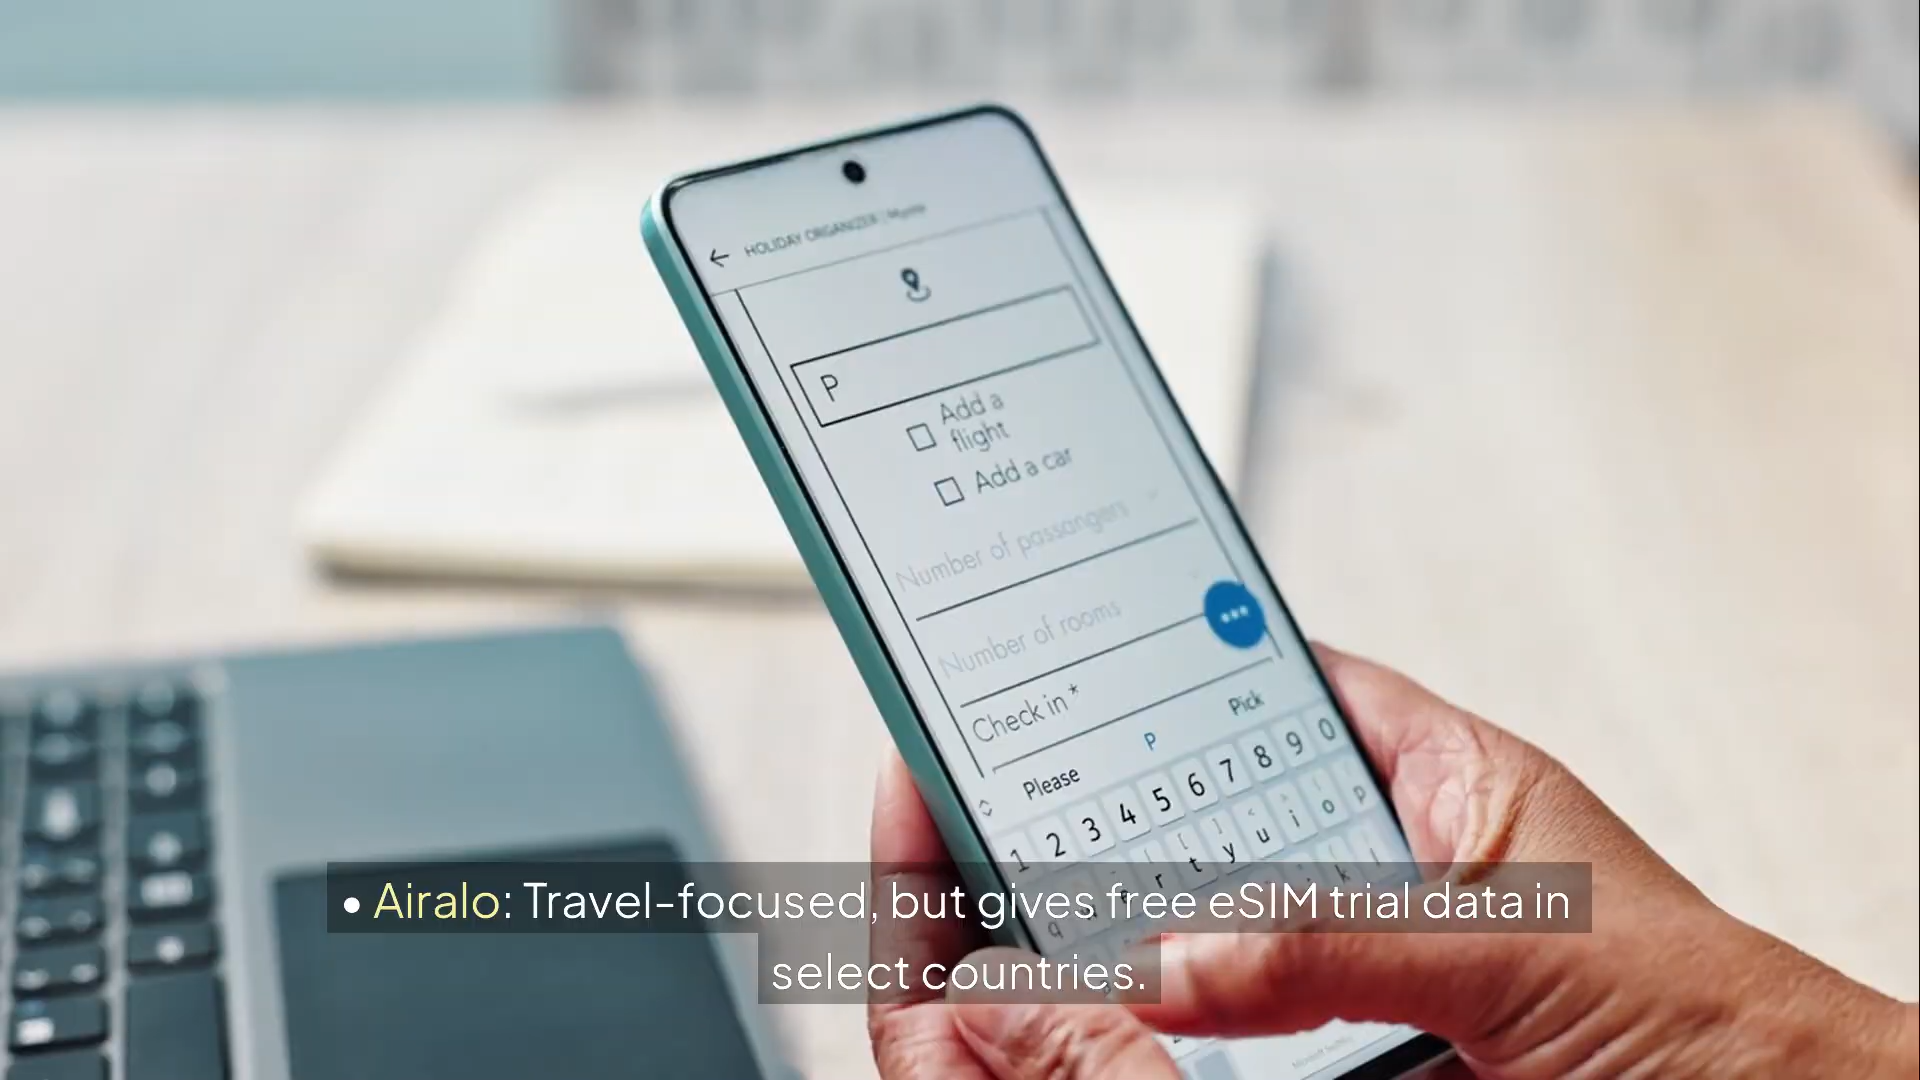 HOLIDAY ORGANIZER
P
Add a
flight
Add a car
Number of passangers
Number of rooms
Check in *
Please P Pick
1 2 3 4 5 6 7 8 9 0
r t y u i o p
k l
• Airalo: Travel-focused, but gives free eSIM trial data in
select countries.